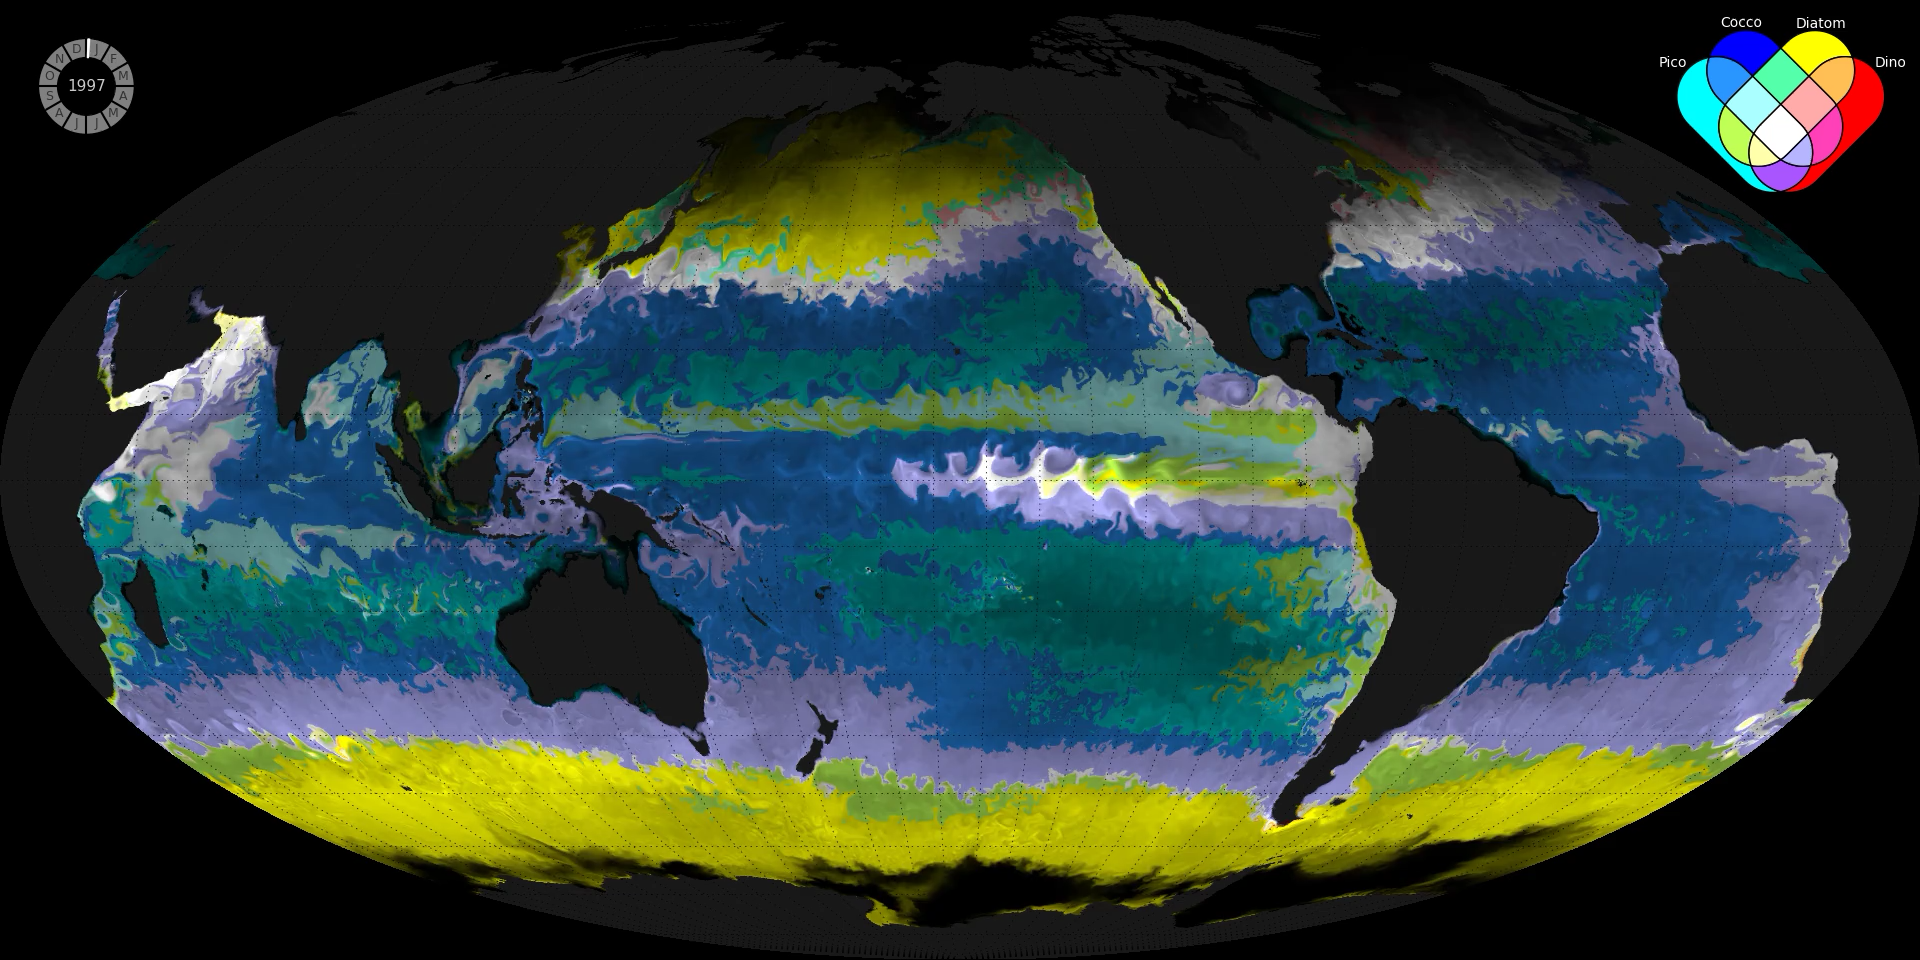 Cocco Diatom
Pico Dino
D J
N F
O M
1997
S A
A M
J J